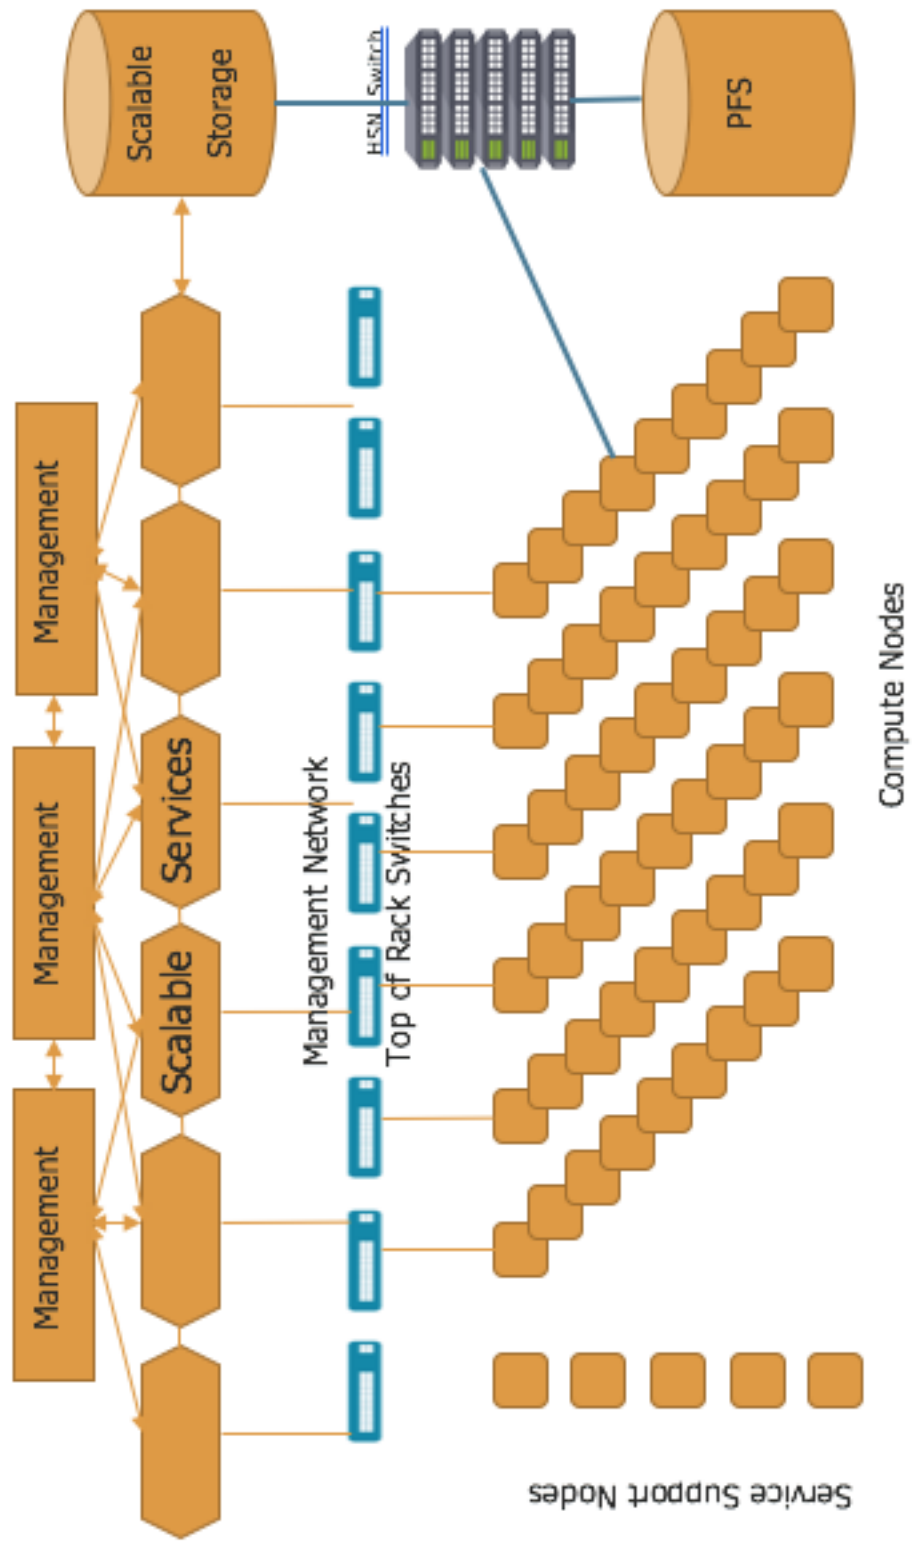 Management
Management
Management
Scalable
Services
Scalable
Storage
HSN Switch
PFS
Management Network
Top of Rack Switches
Compute Nodes
Service Support Nodes